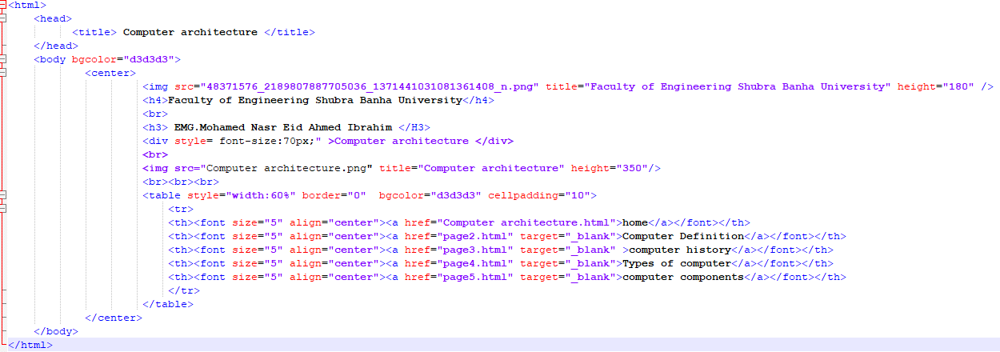 <html>
<head>
<title> Computer architecture </title>
</head>
<body bgcolor="d3d3d3">
<center>
<img src="48371576_2189807887705036_1371441031081361408_n.png" title="Faculty of Engineering Shubra Banha University" height="180" />
<h4>Faculty of Engineering Shubra Banha University</h4>
<br>
<h3> EMG.Mohamed Nasr Eid Ahmed Ibrahim </H3>
<div style= font-size:70px;" >Computer architecture </div>
<br>
<img src="Computer architecture.png" title="Computer architecture" height="350"/>
<br><br><br>
<table style="width:60%" border="0"  bgcolor="d3d3d3" cellpadding="10">
<tr>
<th><font size="5" align="center"><a href="Computer architecture.html">home</a></font></th>
<th><font size="5" align="center"><a href="page2.html" target="_blank">Computer Definition</a></font></th>
<th><font size="5" align="center"><a href="page3.html" target="_blank" >computer history</a></font></th>
<th><font size="5" align="center"><a href="page4.html" target="_blank">Types of computer</a></font></th>
<th><font size="5" align="center"><a href="page5.html" target="_blank">computer components</a></font></th>
</tr>
</table>
</center>
</body>
</html>